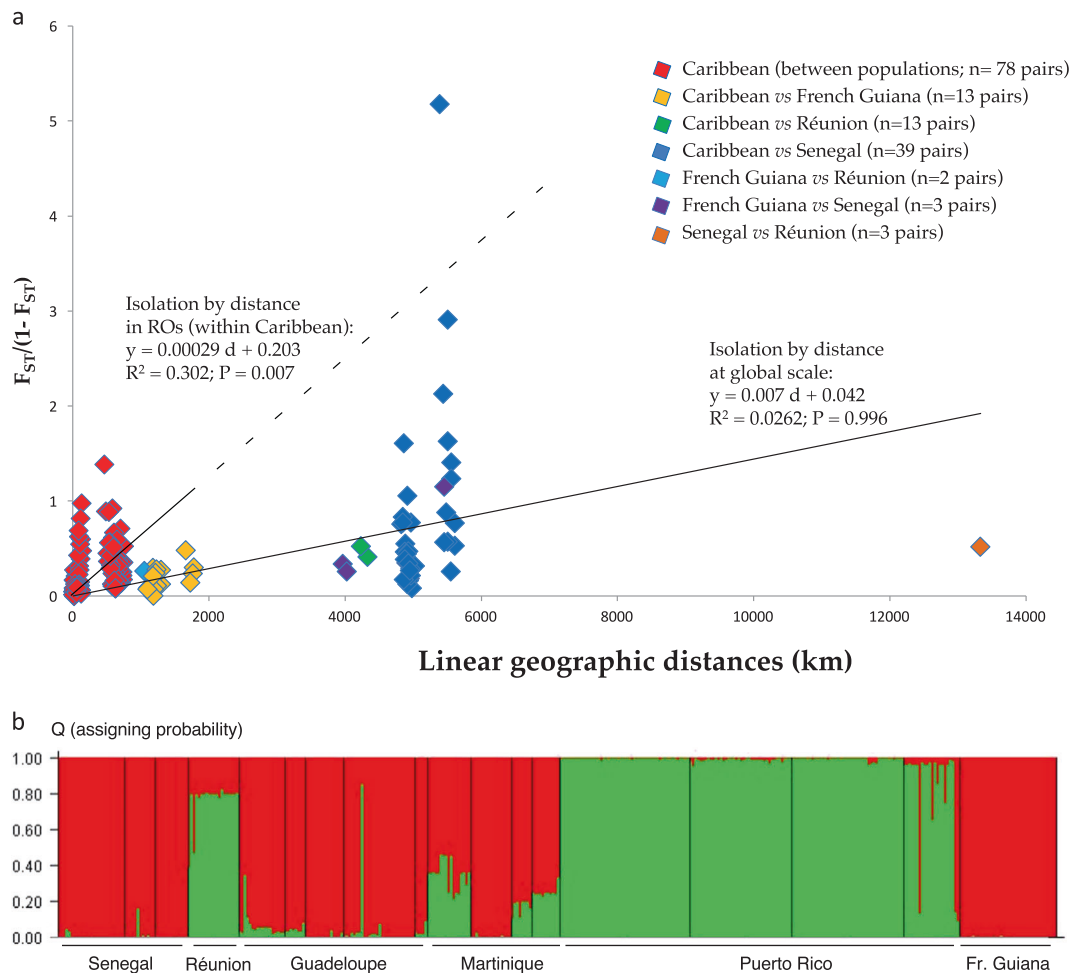 a
6
5
4
3
2
1
0
F_ST/(1- F_ST)
Caribbean (between populations; n= 78 pairs)
Caribbean vs French Guiana (n=13 pairs)
Caribbean vs Réunion (n=13 pairs)
Caribbean vs Senegal (n=39 pairs)
French Guiana vs Réunion (n=2 pairs)
French Guiana vs Senegal (n=3 pairs)
Senegal vs Réunion (n=3 pairs)
Isolation by distance
in ROs (within Caribbean):
y = 0.00029 d + 0.203
R² = 0.302; P = 0.007
Isolation by distance
at global scale:
y = 0.007 d + 0.042
R² = 0.0262; P = 0.996
0 2000 4000 6000 8000 10000 12000 14000
Linear geographic distances (km)
b
Q (assigning probability)
1.00
0.80
0.60
0.40
0.20
0.00
Senegal Réunion Guadeloupe Martinique Puerto Rico Fr. Guiana